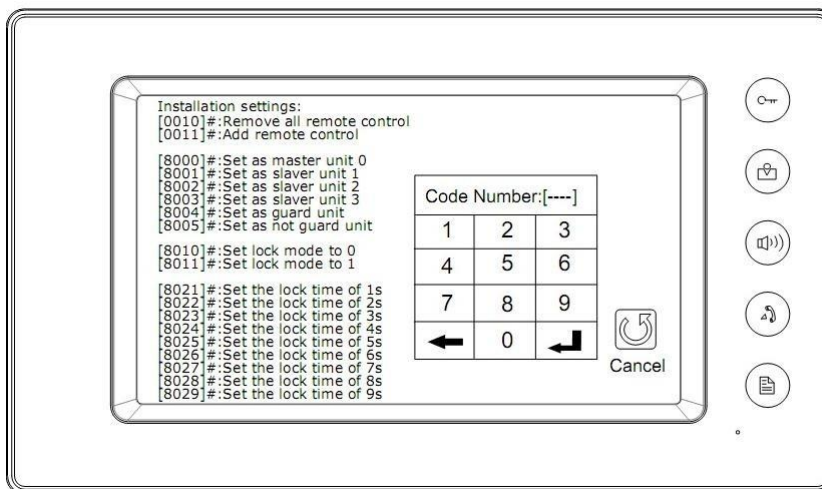 Installation settings:
[0010]#:Remove all remote control
[0011]#:Add remote control
[8000]#:Set as master unit 0
[8001]#:Set as slaver unit 1
[8002]#:Set as slaver unit 2
[8003]#:Set as slaver unit 3
[8004]#:Set as guard unit
[8005]#:Set as not guard unit
[8010]#:Set lock mode to 0
[8011]#:Set lock mode to 1
[8021]#:Set the lock time of 1s
[8022]#:Set the lock time of 2s
[8023]#:Set the lock time of 3s
[8024]#:Set the lock time of 4s
[8025]#:Set the lock time of 5s
[8026]#:Set the lock time of 6s
[8027]#:Set the lock time of 7s
[8028]#:Set the lock time of 8s
[8029]#:Set the lock time of 9s
Code Number:[----]
1 2 3
4 5 6
7 8 9
0
Cancel